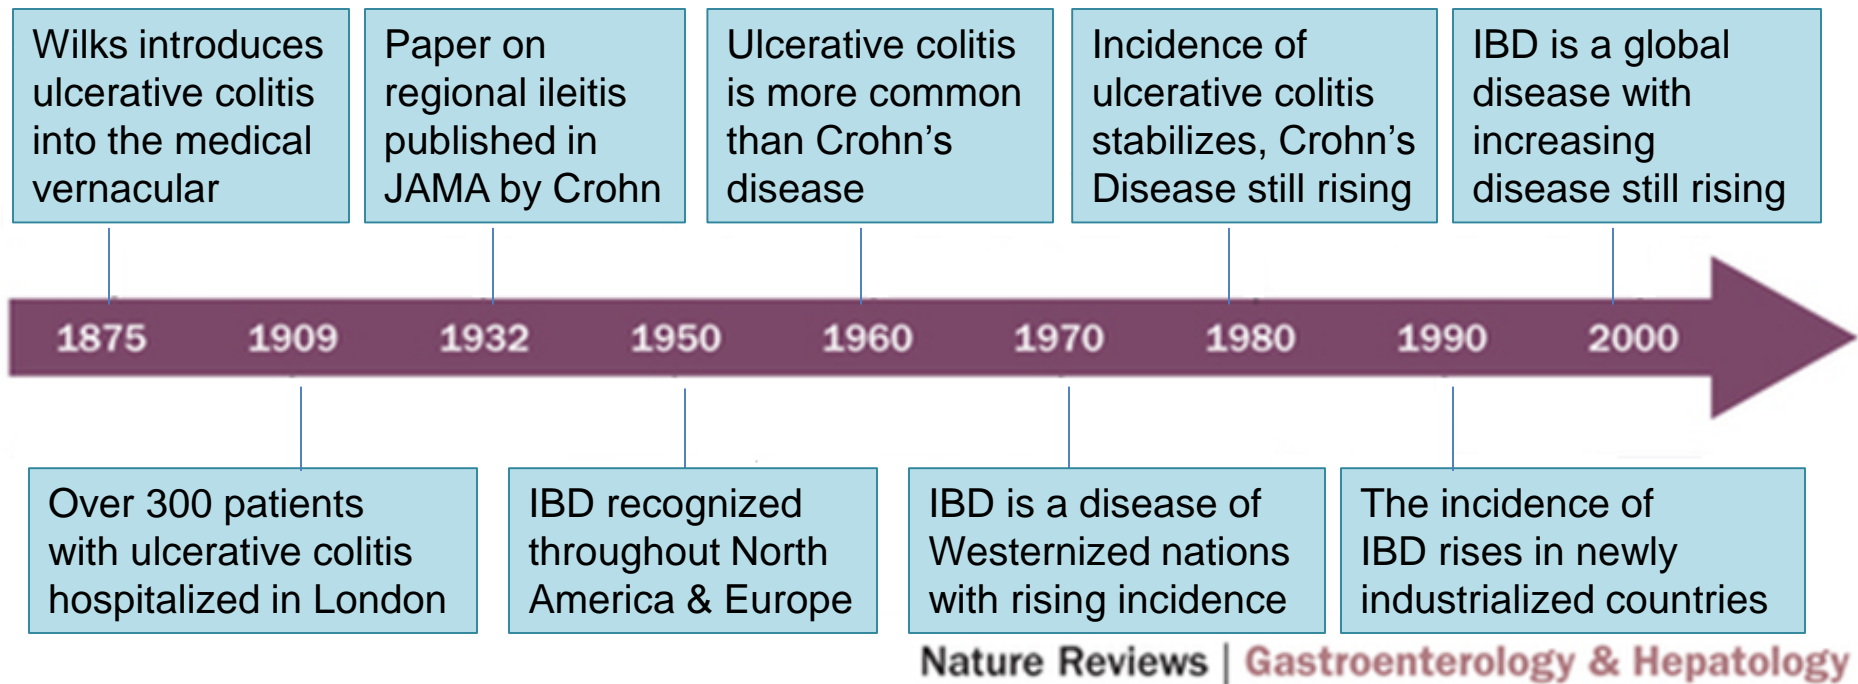 Wilks introduces
ulcerative colitis
into the medical
vernacular
Paper on
regional ileitis
published in
JAMA by Crohn
Ulcerative colitis
is more common
than Crohn's
disease
Incidence of
ulcerative colitis
stabilizes, Crohn's
Disease still rising
IBD is a global
disease with
increasing
disease still rising
1875 1909 1932 1950 1960 1970 1980 1990 2000
Over 300 patients
with ulcerative colitis
hospitalized in London
IBD recognized
throughout North
America & Europe
IBD is a disease of
Westernized nations
with rising incidence
The incidence of
IBD rises in newly
industrialized countries
Nature Reviews | Gastroenterology & Hepatology